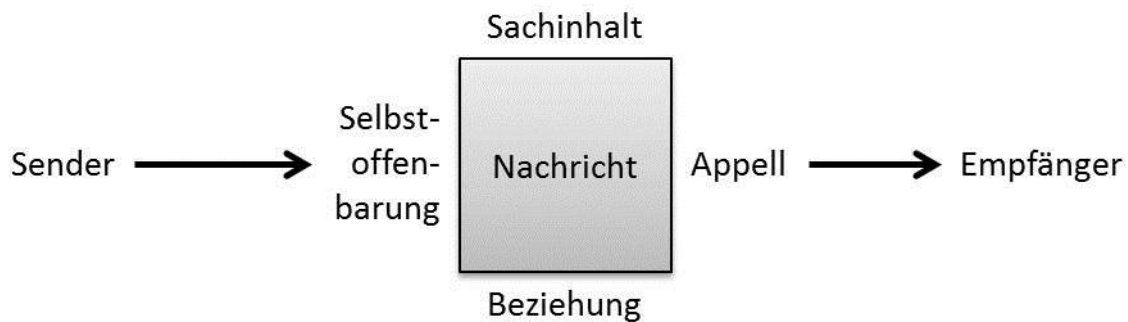 Sachinhalt
Sender
Selbst-
offen-
barung
Nachricht
Appell
Empfänger
Beziehung